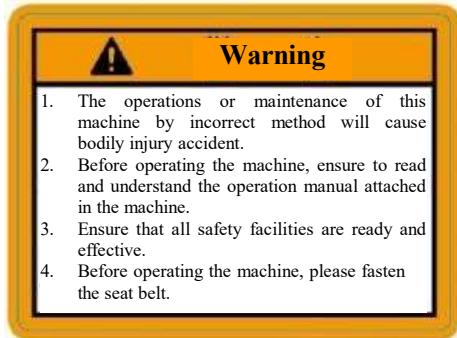 Warning
1. The operations or maintenance of this
machine by incorrect method will cause
bodily injury accident.
2. Before operating the machine, ensure to read
and understand the operation manual attached
in the machine.
3. Ensure that all safety facilities are ready and
effective.
4. Before operating the machine, please fasten
the seat belt.